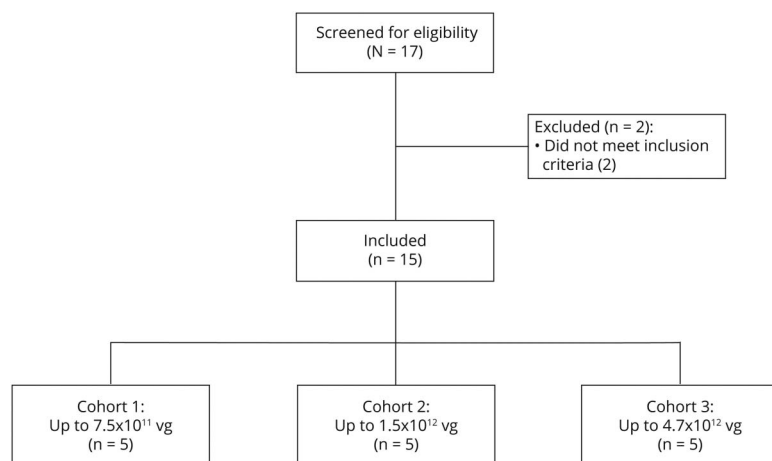 Screened for eligibility
(N = 17)
Excluded (n = 2):
• Did not meet inclusion
criteria (2)
Included
(n = 15)
Cohort 1:
Up to 7.5x10¹¹ vg
(n = 5)
Cohort 2:
Up to 1.5x10¹² vg
(n = 5)
Cohort 3:
Up to 4.7x10¹² vg
(n = 5)